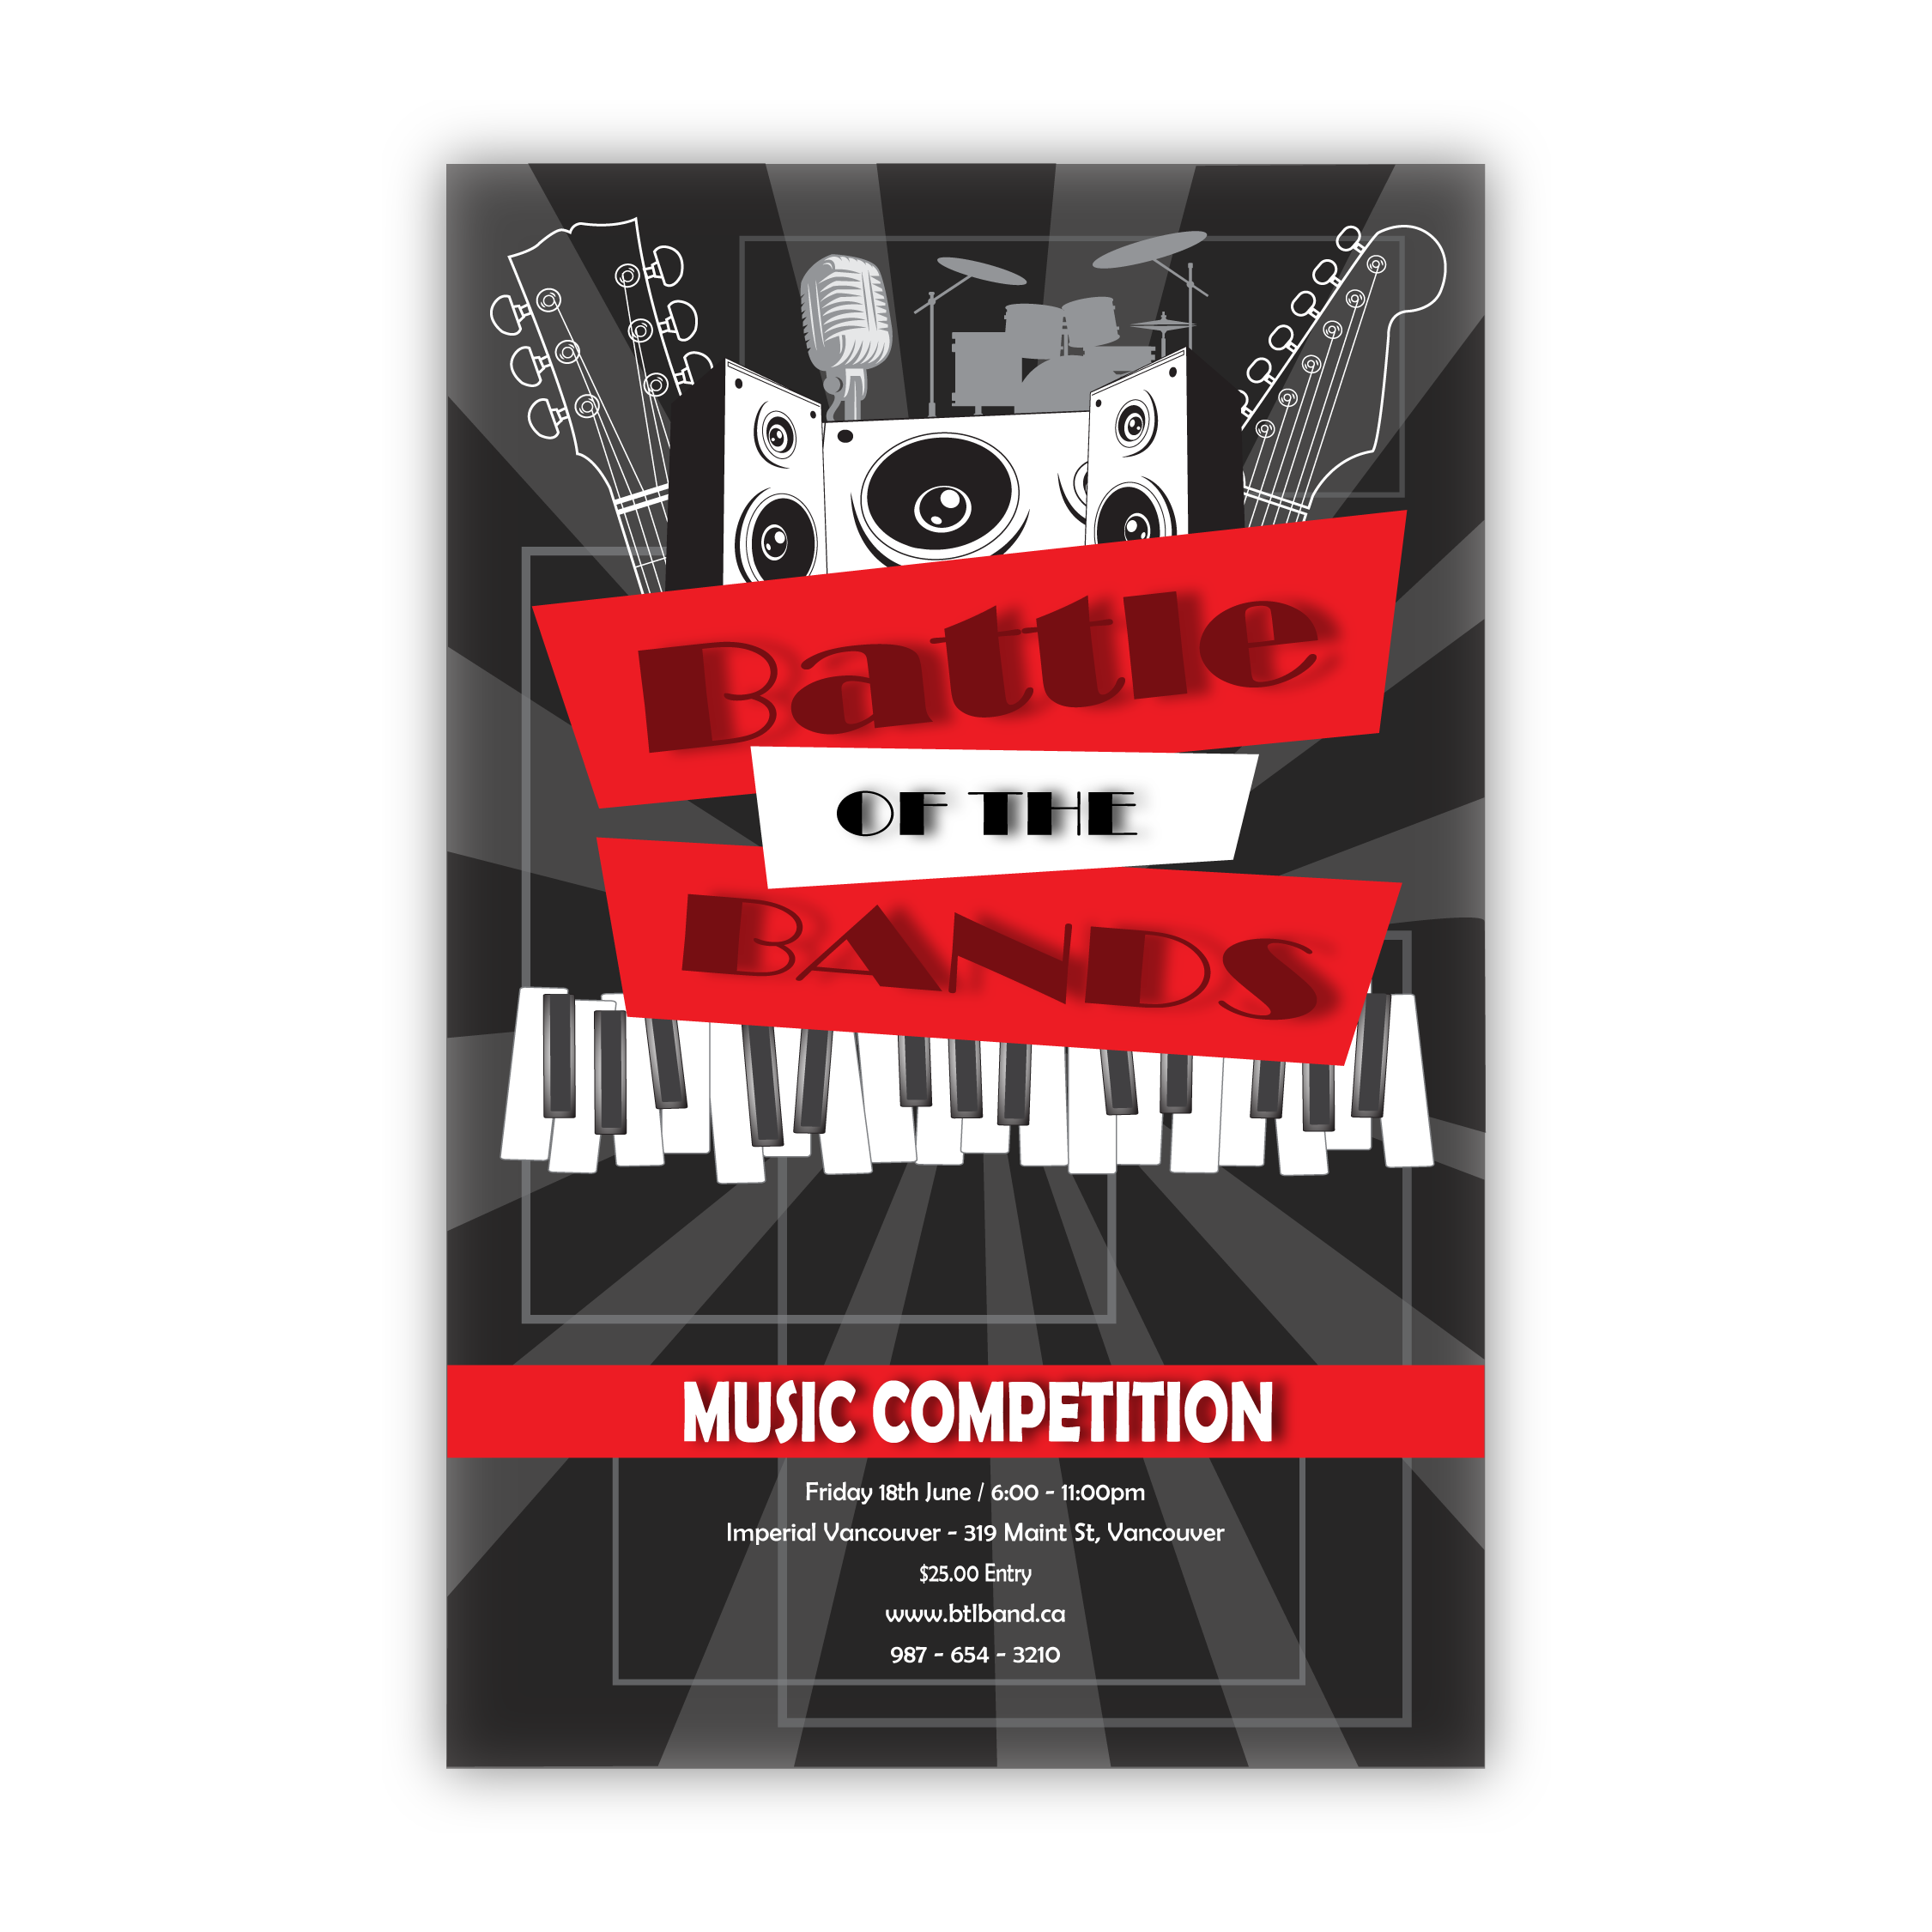 Battle
OF THE
BANDS
MUSIC COMPETITION
Friday 18th June / 6:00 - 11:00pm
Imperial Vancouver - 319 Maint St, Vancouver
$25.00 Entry
www.btlband.ca
987 - 654 - 3210